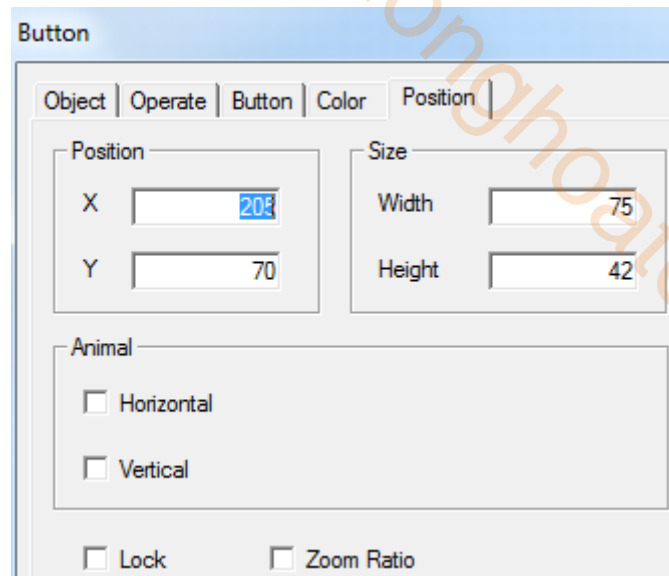 Button
Object Operate Button Color Position
Position Size
X 205 Width 75
Y 70 Height 42
Animal
Horizontal
Vertical
Lock Zoom Ratio